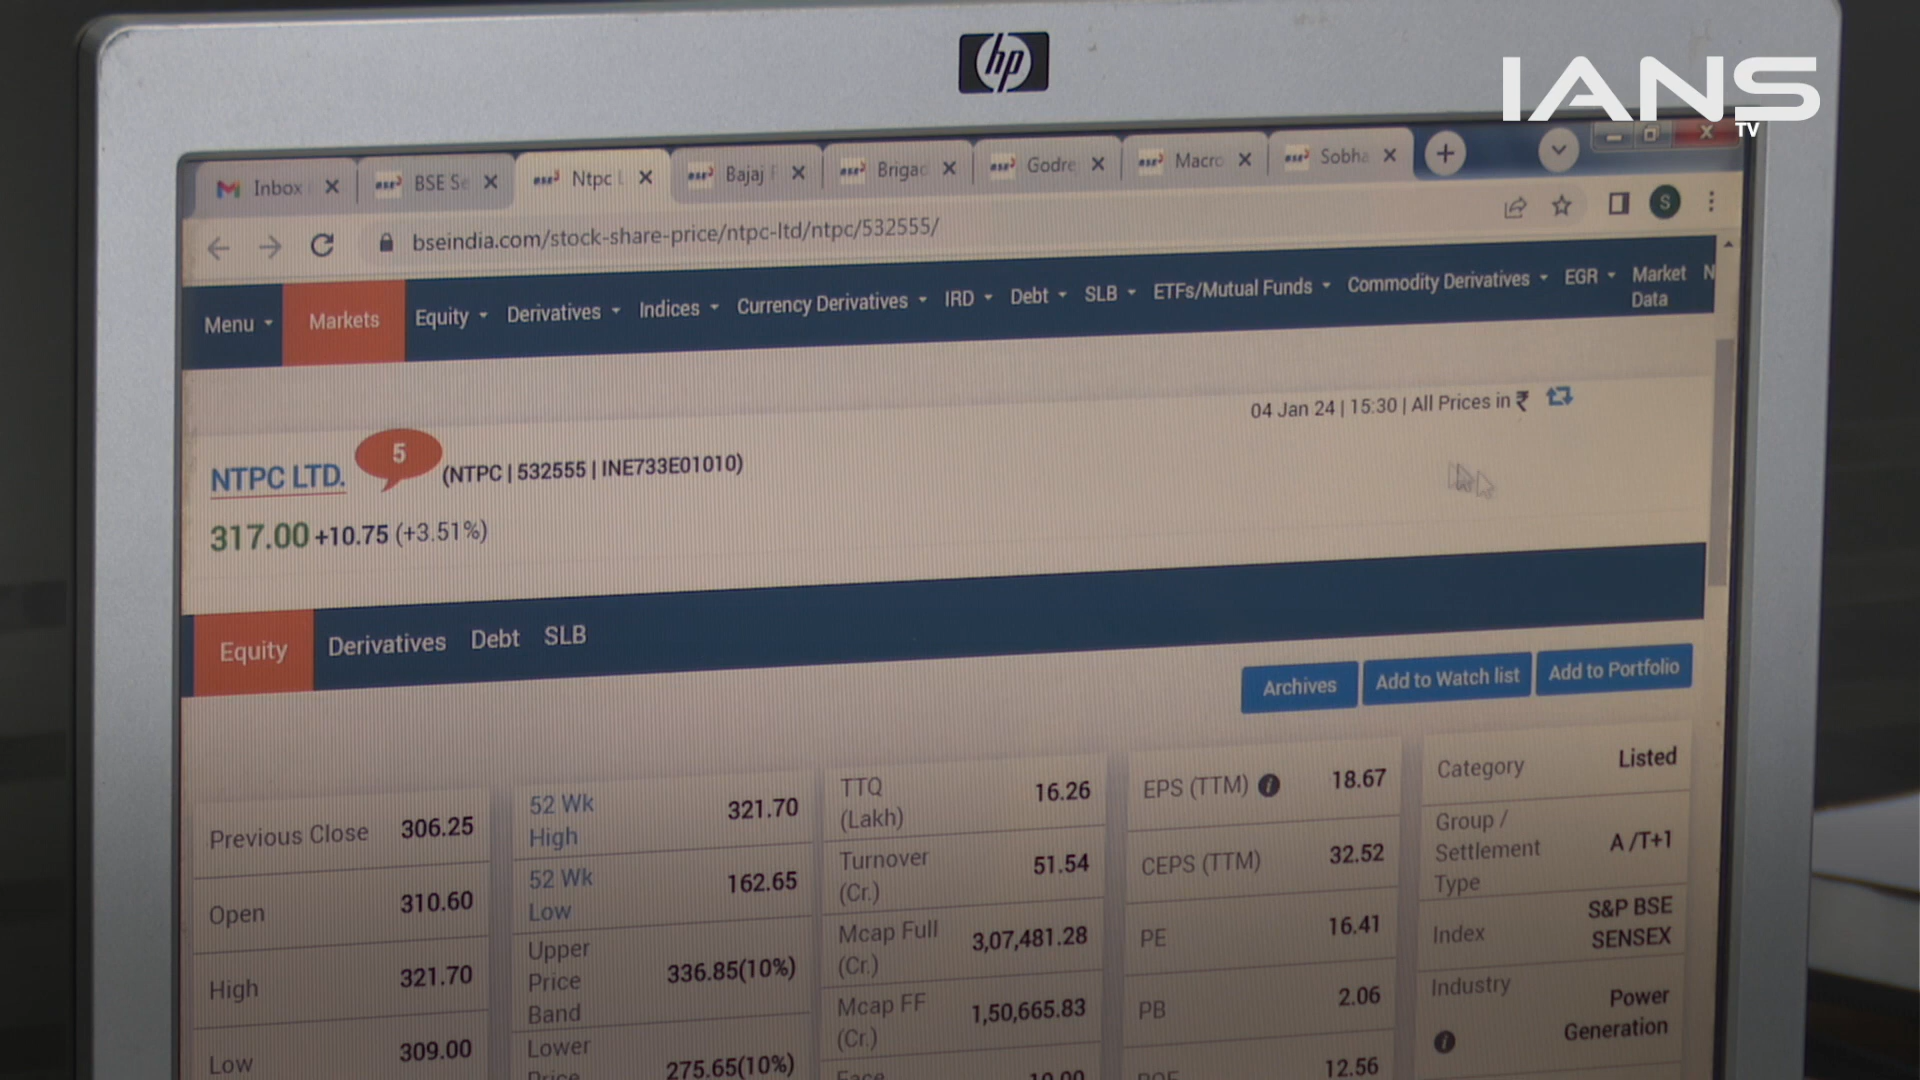 hp
IANS
TV
Inbox
BSE Se
Ntpc L
Bajaj F
Brigad
Godre
Macro
Sobha
bseindia.com/stock-share-price/ntpc-ltd/ntpc/532555/
S
Menu
Markets
Equity
Derivatives
Indices
Currency Derivatives
IRD
Debt
SLB
ETFs/Mutual Funds
Commodity Derivatives
EGR
Market
Data
N
04 Jan 24 | 15:30 | All Prices in ₹
NTPC LTD.
5
(NTPC | 532555 | INE733E01010)
317.00 +10.75 (+3.51%)
Equity
Derivatives
Debt
SLB
Archives
Add to Watch list
Add to Portfolio
Previous Close 306.25
Open 310.60
High 321.70
Low 309.00
52 Wk
High
321.70
52 Wk
Low
162.65
Upper
Price
Band
336.85(10%)
Lower
Price
275.65(10%)
TTQ
(Lakh)
16.26
Turnover
(Cr.)
51.54
Mcap Full
(Cr.)
3,07,481.28
Mcap FF
(Cr.)
1,50,665.83
Face
10.00
EPS (TTM) 18.67
CEPS (TTM) 32.52
PE 16.41
PB 2.06
ROE 12.56
Category Listed
Group /
Settlement
Type
A /T+1
Index
S&P BSE
SENSEX
Industry
Power
Generation